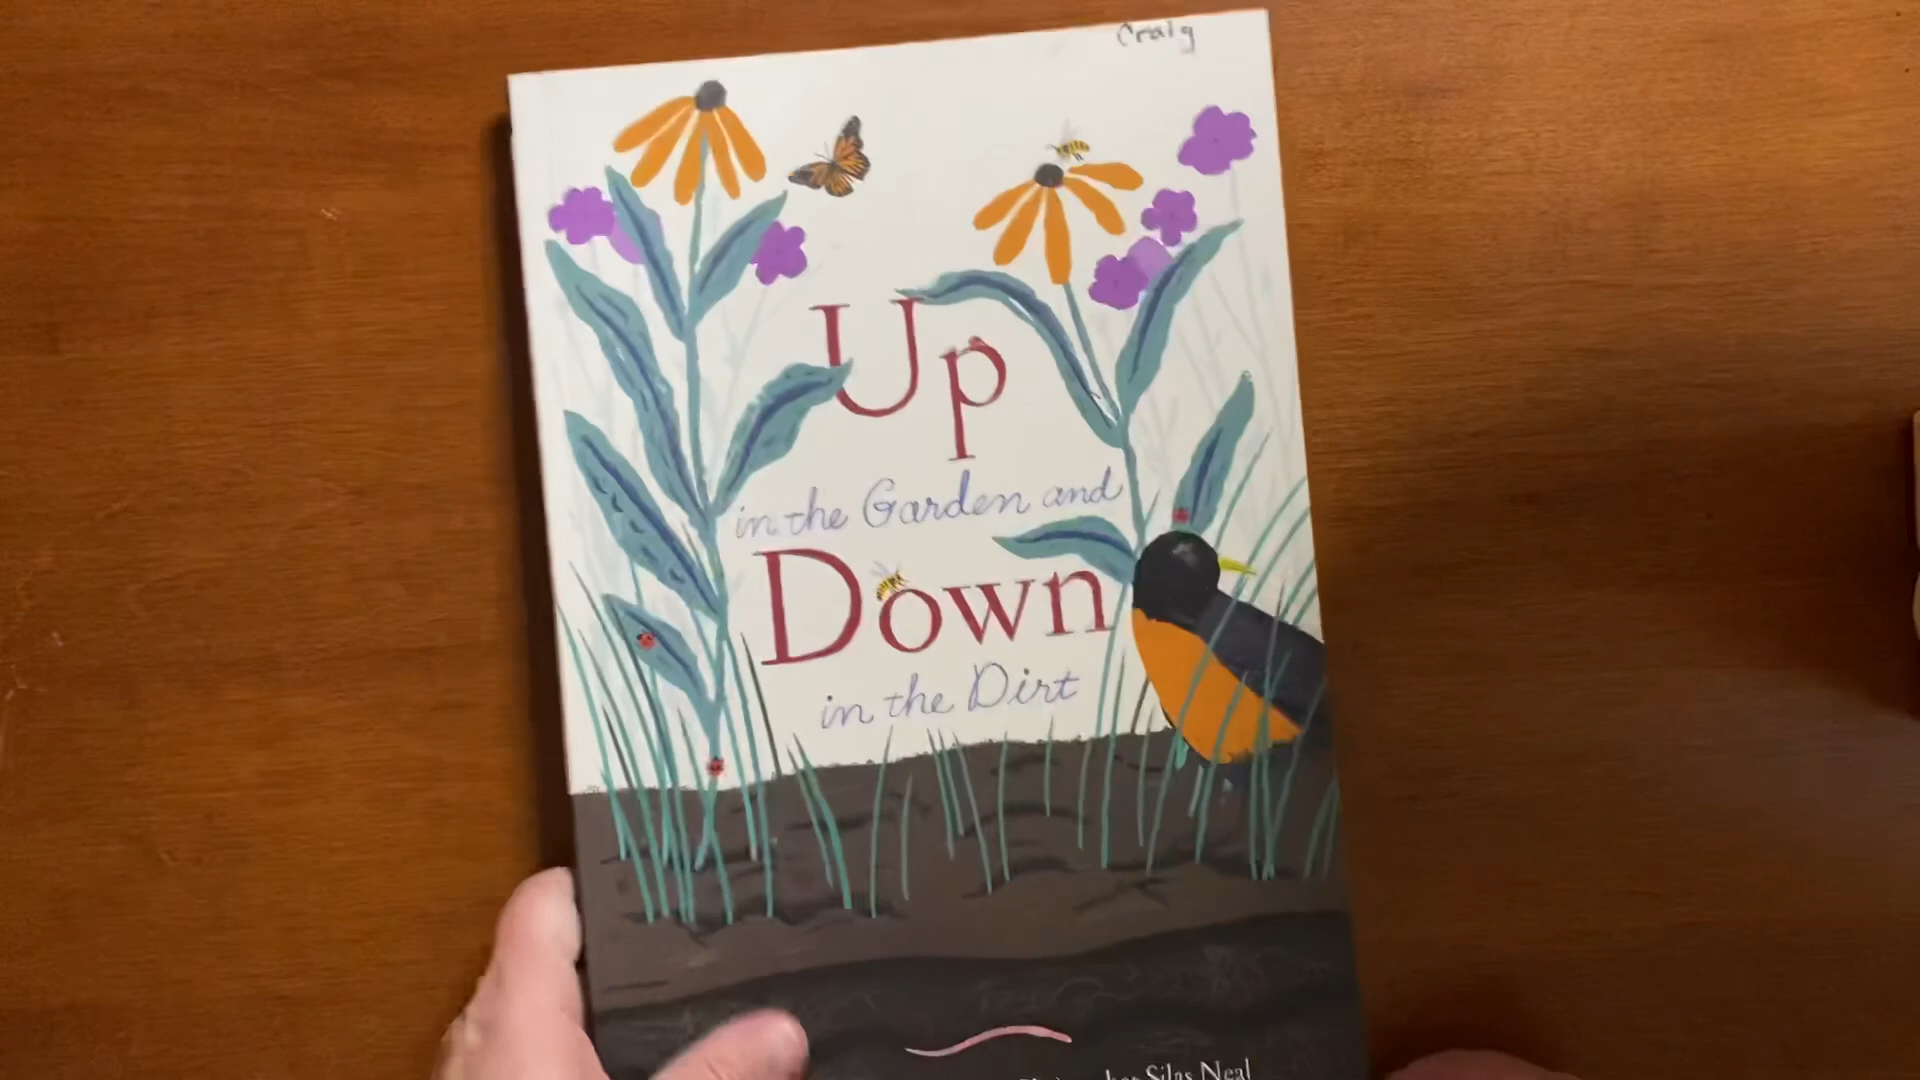 Craig
Up
in the Garden and
Down
in the Dirt
Silas Neal